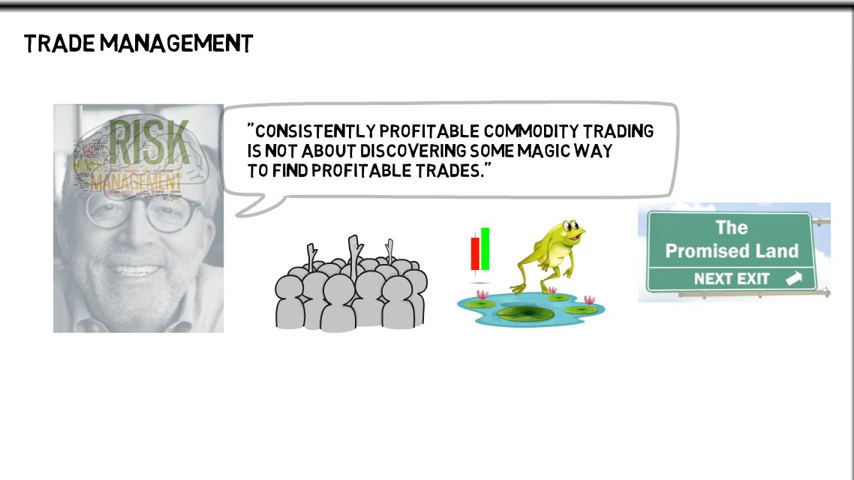 TRADE MANAGEMENT
RISK
MANAGEMENT
"CONSISTENTLY PROFITABLE COMMODITY TRADING
IS NOT ABOUT DISCOVERING SOME MAGIC WAY
TO FIND PROFITABLE TRADES."
The
Promised Land
NEXT EXIT